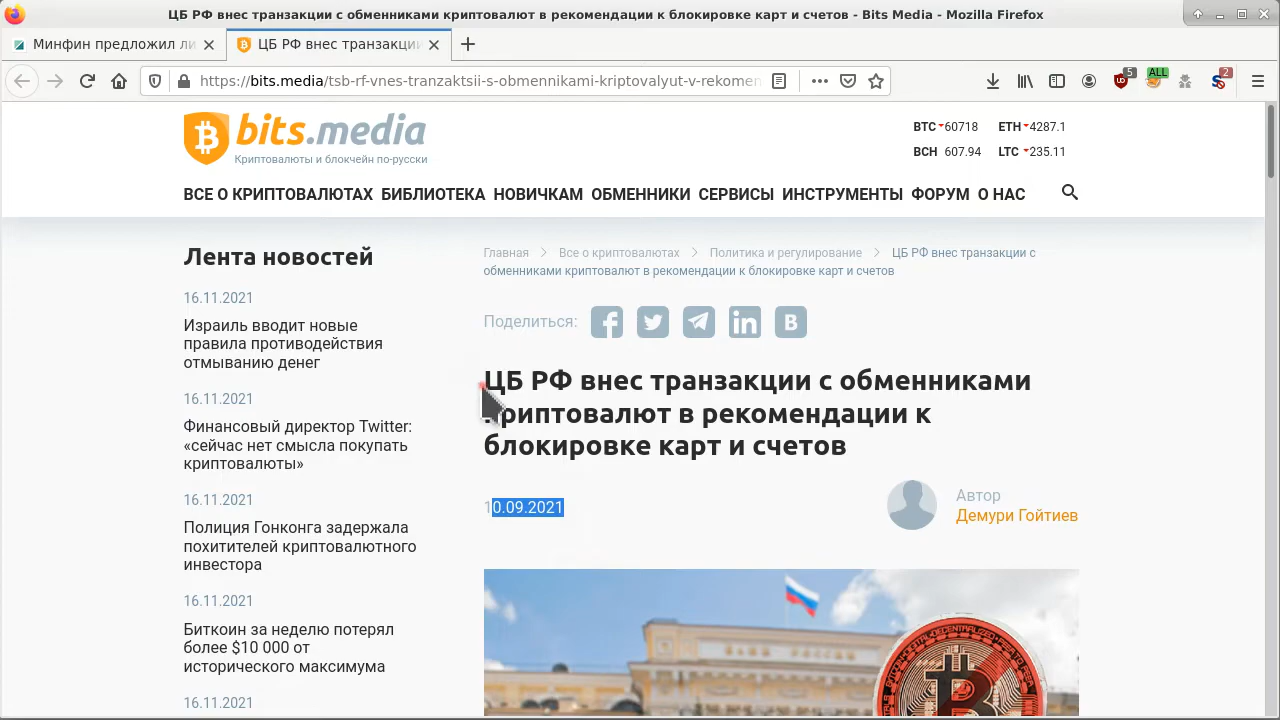 ЦБ РФ внес транзакции с обменниками криптовалют в рекомендации к блокировке карт и счетов - Bits Media - Mozilla Firefox
Минфин предложил ли
ЦБ РФ внес транзакции
https://bits.media/tsb-rf-vnes-tranzaktsii-s-obmennikami-kriptovalyut-v-rekomen
5
ALL
2
bits.media
Криптовалюты и блокчейн по-русски
BTC 60718 ETH 4287.1
BCH 607.94 LTC 235.11
ВСЕ О КРИПТОВАЛЮТАХ БИБЛИОТЕКА НОВИЧКАМ ОБМЕННИКИ СЕРВИСЫ ИНСТРУМЕНТЫ ФОРУМ О НАС
Лента новостей
16.11.2021
Израиль вводит новые
правила противодействия
отмыванию денег
16.11.2021
Финансовый директор Twitter:
«сейчас нет смысла покупать
криптовалюты»
16.11.2021
Полиция Гонконга задержала
похитителей криптовалютного
инвестора
16.11.2021
Биткоин за неделю потерял
более $10 000 от
исторического максимума
16.11.2021
Главная > Все о криптовалютах > Политика и регулирование > ЦБ РФ внес транзакции с
обменниками криптовалют в рекомендации к блокировке карт и счетов
Поделиться:
ЦБ РФ внес транзакции с обменниками
криптовалют в рекомендации к
блокировке карт и счетов
10.09.2021
Автор
Демури Гойтиев